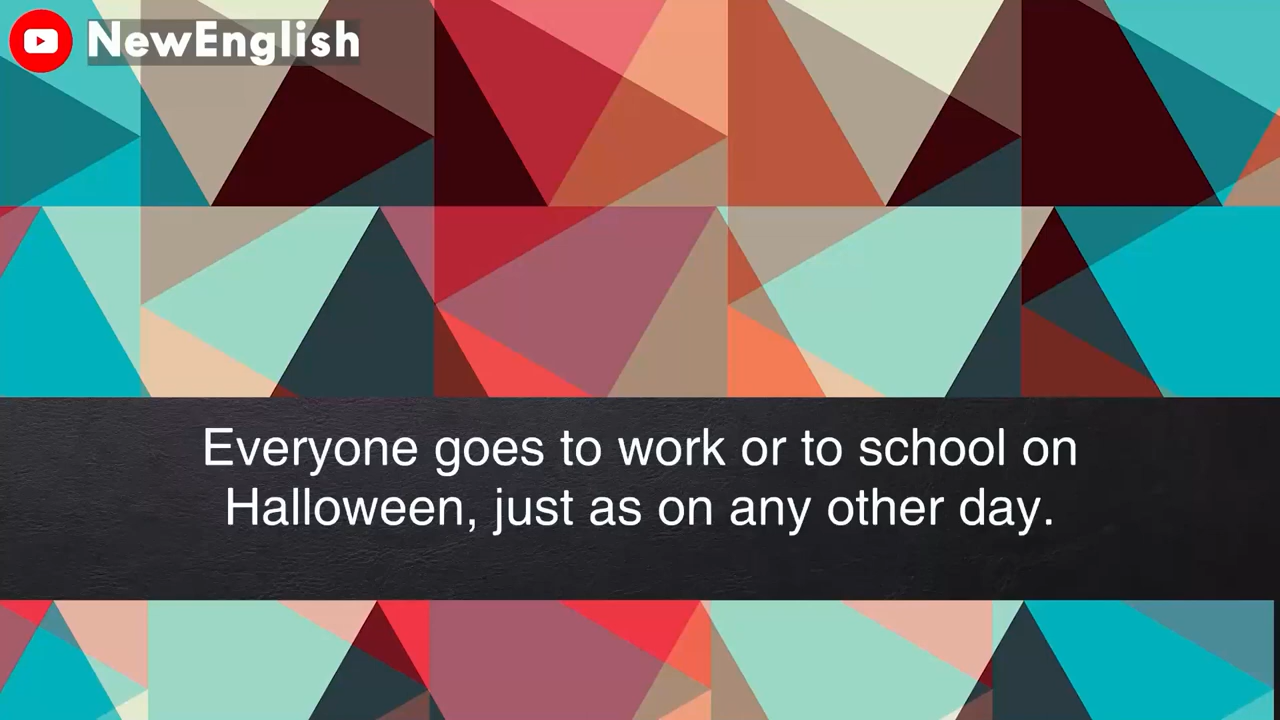 NewEnglish
Everyone goes to work or to school on
Halloween, just as on any other day.